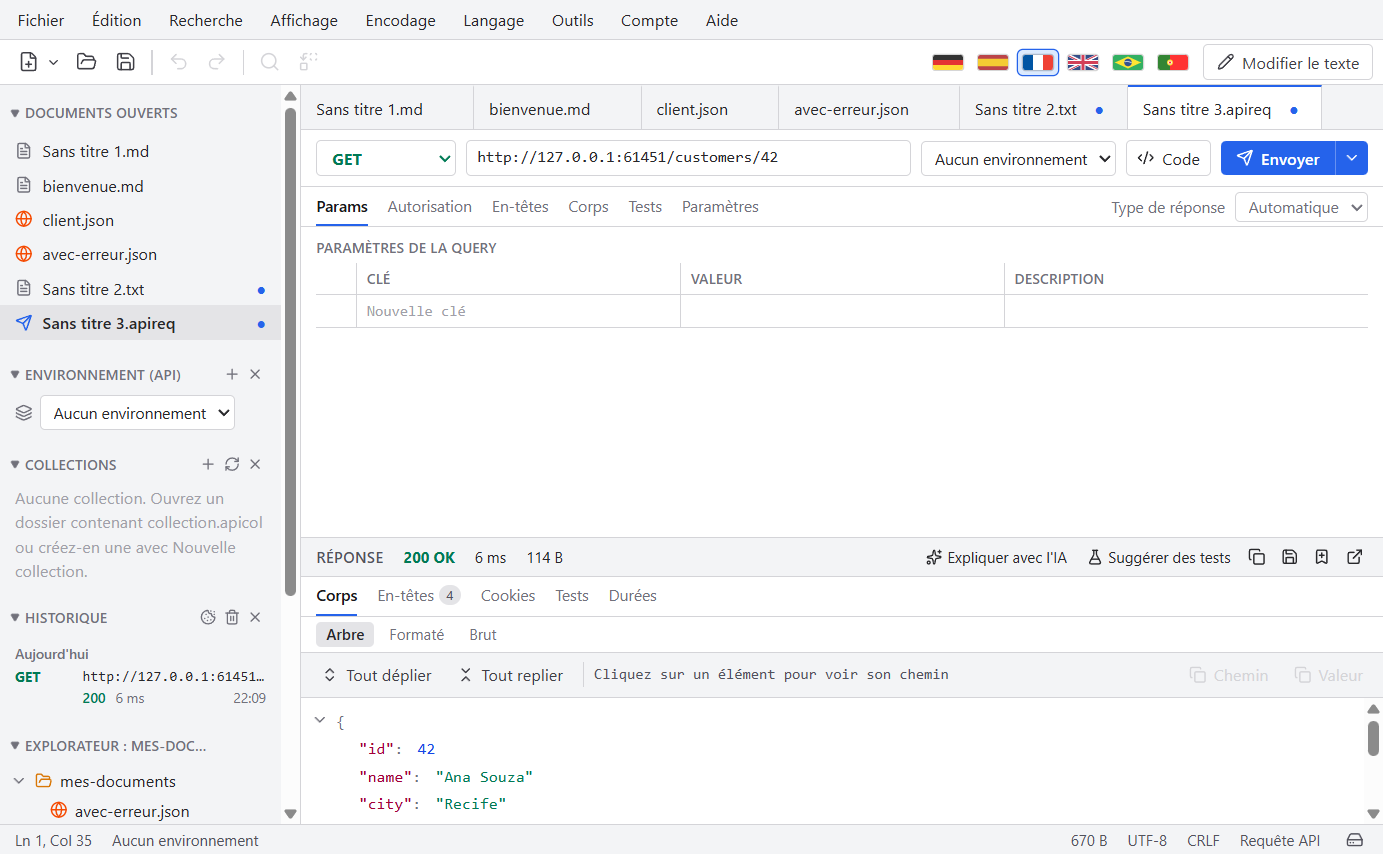 Fichier Édition Recherche Affichage Encodage Langage Outils Compte Aide
Modifier le texte
DOCUMENTS OUVERTS
Sans titre 1.md
bienvenue.md
client.json
avec-erreur.json
Sans titre 2.txt
Sans titre 3.apireq
ENVIRONNEMENT (API)
Aucun environnement
COLLECTIONS
Aucune collection. Ouvrez un
dossier contenant collection.apicol
ou créez-en une avec Nouvelle
collection.
HISTORIQUE
Aujourd'hui
GET http://127.0.0.1:61451…
200 6 ms 22:09
EXPLORATEUR : MES-DOC…
mes-documents
avec-erreur.json
Sans titre 1.md bienvenue.md client.json avec-erreur.json Sans titre 2.txt Sans titre 3.apireq
GET http://127.0.0.1:61451/customers/42 Aucun environnement Code Envoyer
Params Autorisation En-têtes Corps Tests Paramètres Type de réponse Automatique
PARAMÈTRES DE LA QUERY
CLÉ VALEUR DESCRIPTION
Nouvelle clé
RÉPONSE 200 OK 6 ms 114 B Expliquer avec l'IA Suggérer des tests
Corps En-têtes 4 Cookies Tests Durées
Arbre Formaté Brut
Tout déplier Tout replier Cliquez sur un élément pour voir son chemin Chemin Valeur
{
"id": 42
"name": "Ana Souza"
"city": "Recife"
Ln 1, Col 35 Aucun environnement 670 B UTF-8 CRLF Requête API